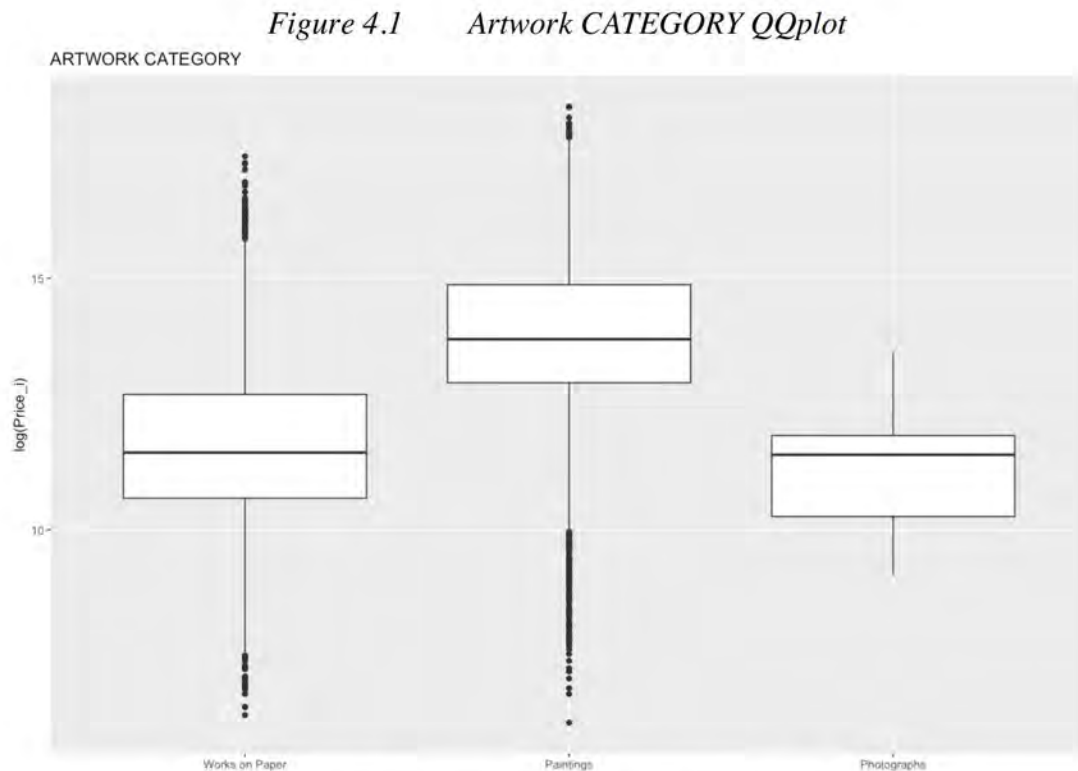 Figure 4.1 Artwork CATEGORY QQplot
ARTWORK CATEGORY
15
log(Price_i)
10
Works on Paper
Paintings
Photographs